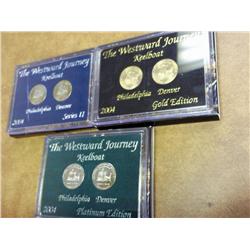 The Westward Journey
Keelboat
Philadelphia Denver
2004 Series II
The Westward Journey
Keelboat
Philadelphia Denver
2004 Gold Edition
The Westward Journey
Keelboat
Philadelphia Denver
2004 Platinum Edition